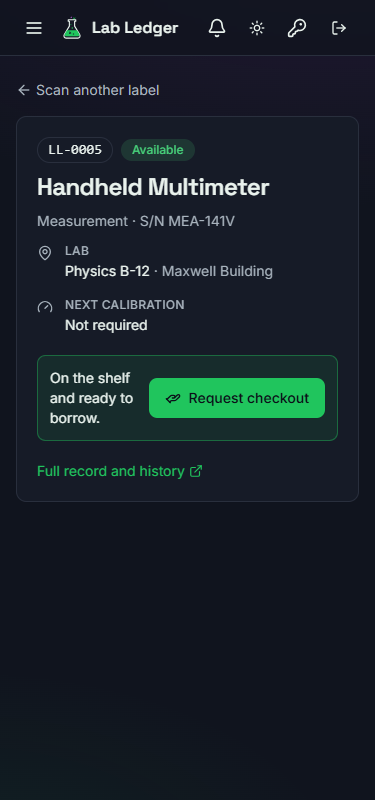 Lab Ledger
Scan another label
LL-0005
Available
Handheld Multimeter
Measurement · S/N MEA-141V
LAB
Physics B-12 · Maxwell Building
NEXT CALIBRATION
Not required
On the shelf
and ready to
borrow.
Request checkout
Full record and history